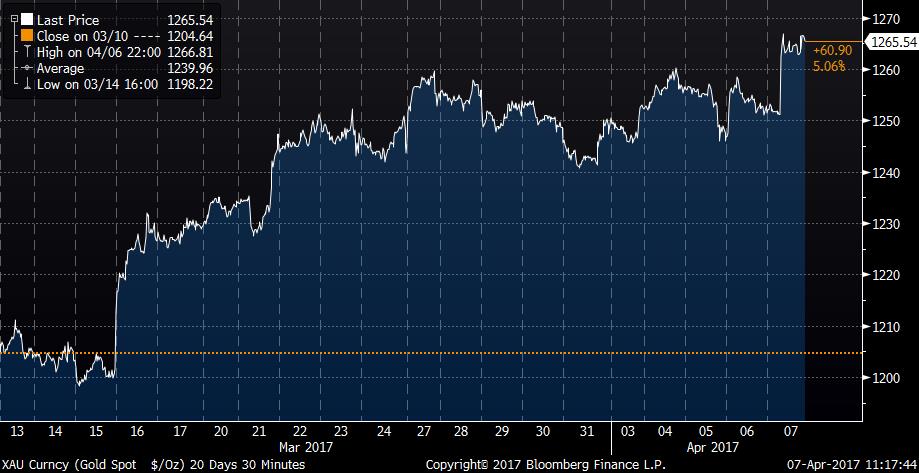 Last Price 1265.54
Close on 03/10 ---- 1204.64
High on 04/06 22:00 1266.81
Average 1239.96
Low on 03/14 16:00 1198.22
1270
1265.54
+60.90
5.06%
1260
1250
1240
1230
1220
1210
1200
13 14 15 16 17 20 21 22 23 24 27 28 29 30 31 03 04 05 06 07
Mar 2017 Apr 2017
XAU Curncy (Gold Spot $/Oz) 20 Days 30 Minutes Copyright© 2017 Bloomberg Finance L.P. 07-Apr-2017 11:17:44